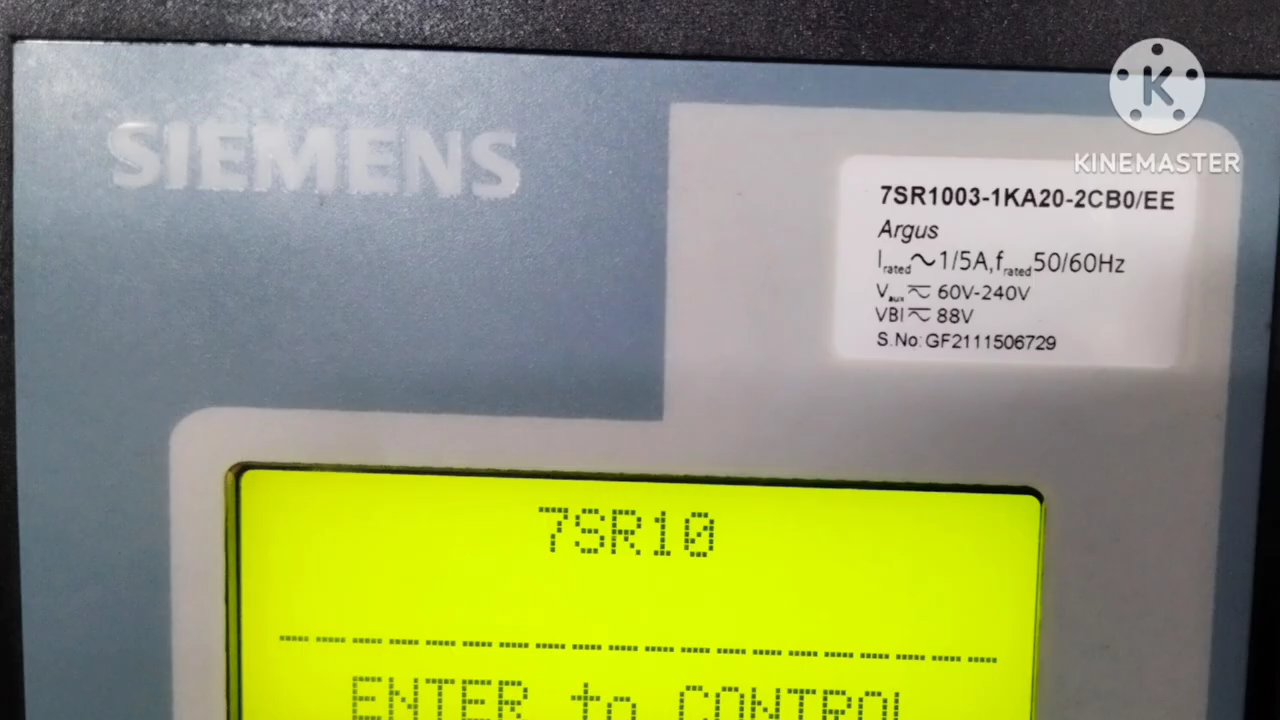 SIEMENS
KINEMASTER
7SR1003-1KA20-2CB0/EE
Argus
Irated~1/5A,frated50/60Hz
Vaux⎓ 60V-240V
VBI⎓ 88V
S.No:GF2111506729
7SR10
ENTER to CONTROL